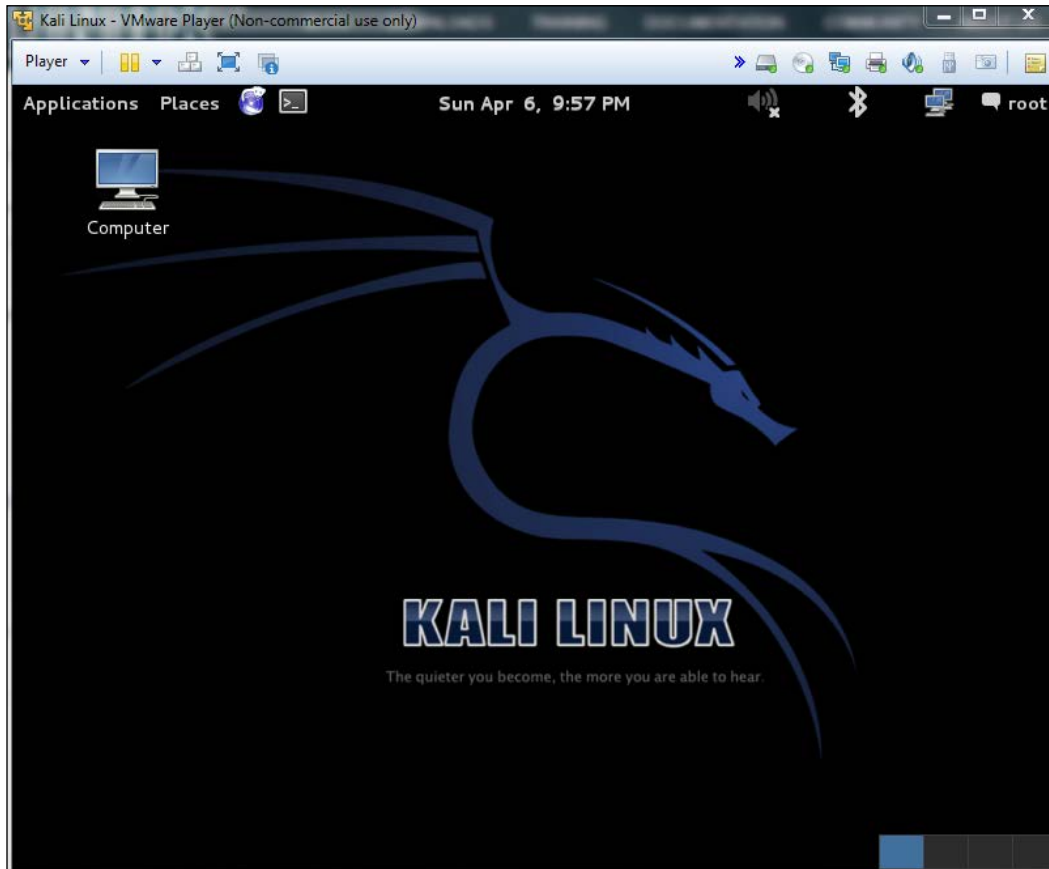 Kali Linux - VMware Player (Non-commercial use only)
Player
Applications Places Sun Apr 6, 9:57 PM root
Computer
KALI LINUX
The quieter you become, the more you are able to hear.